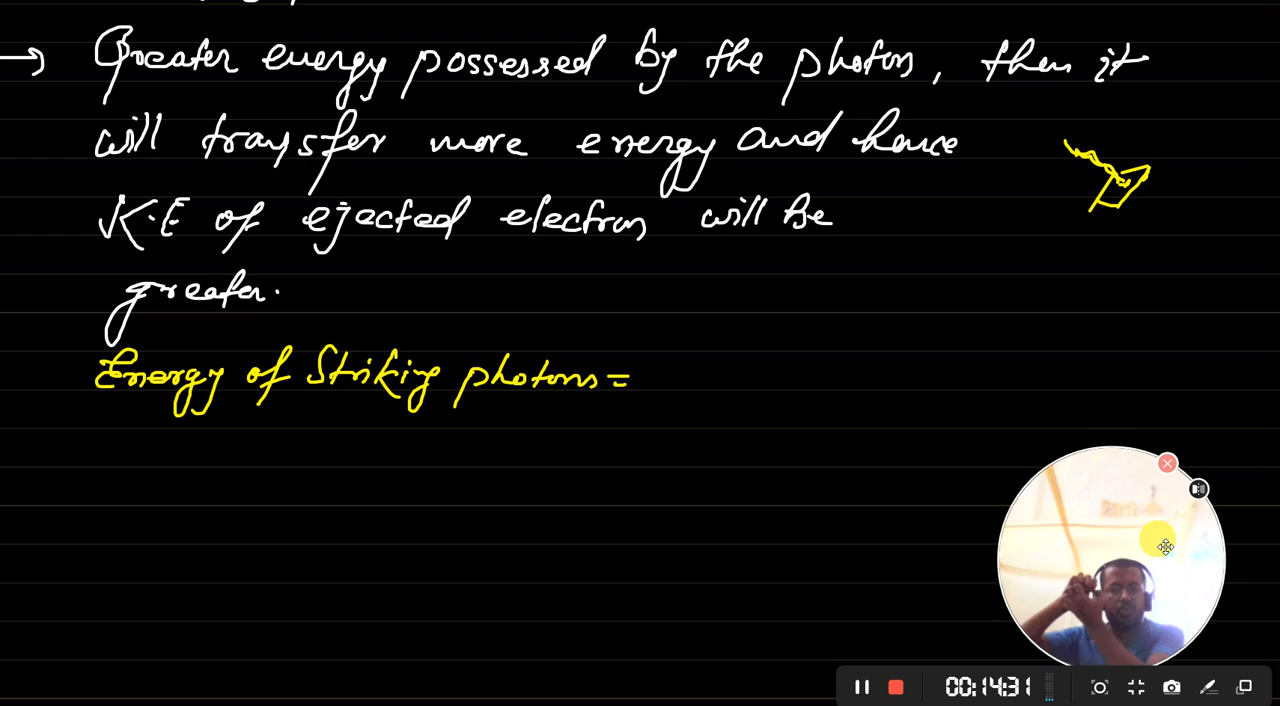 → Greater energy possessed by the photon, then it
will transfer more energy and hence
K.E of ejected electron will be
greater.
Energy of Striking photons =
00:14:31